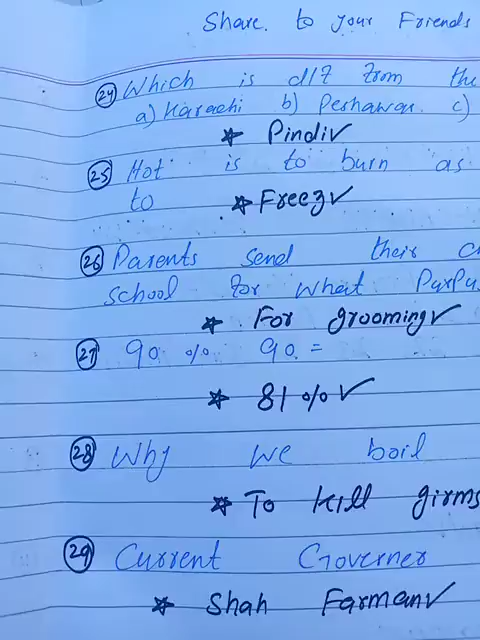 Share to your Friends
24 Which is dif from the
a) Karachi b) Peshawar. c)
★ Pindi✓
25 Hot is to burn as
to ★ Freez✓
26 Parents send their c
school for what Purpu
★ For grooming✓
27 90 % 90 =
★ 81%✓
28 Why we boil
★ To kill girms
29 Current Governer
★ Shah Farman✓